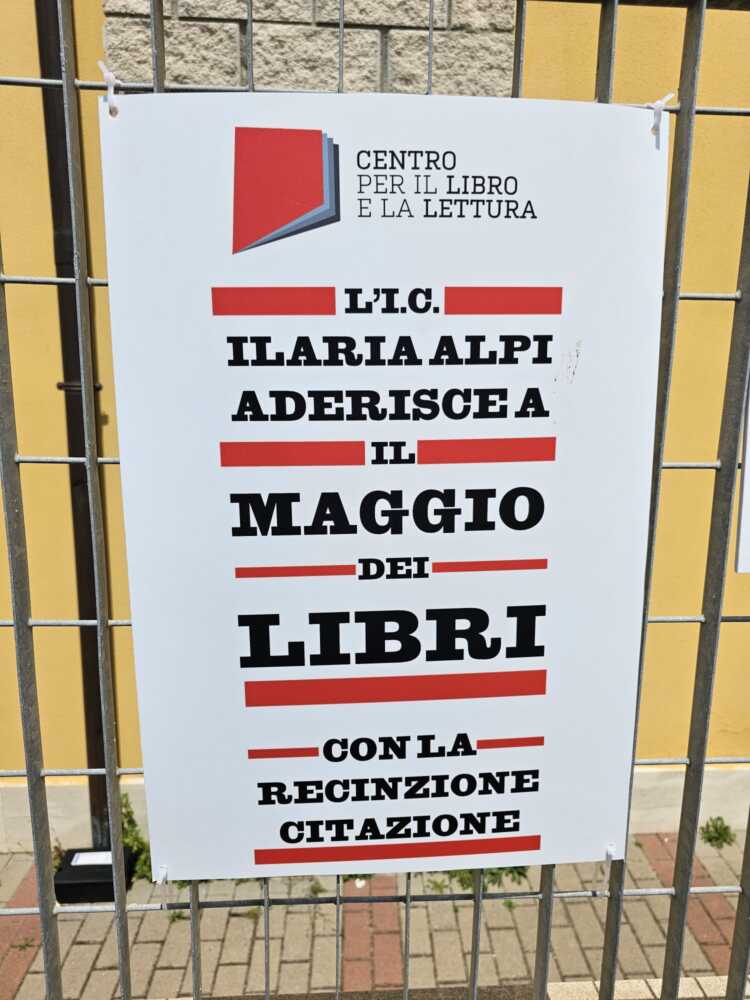 CENTRO
PER IL LIBRO
E LA LETTURA
L'I.C.
ILARIA ALPI
ADERISCE A
IL
MAGGIO
DEI
LIBRI
CON LA
RECINZIONE
CITAZIONE